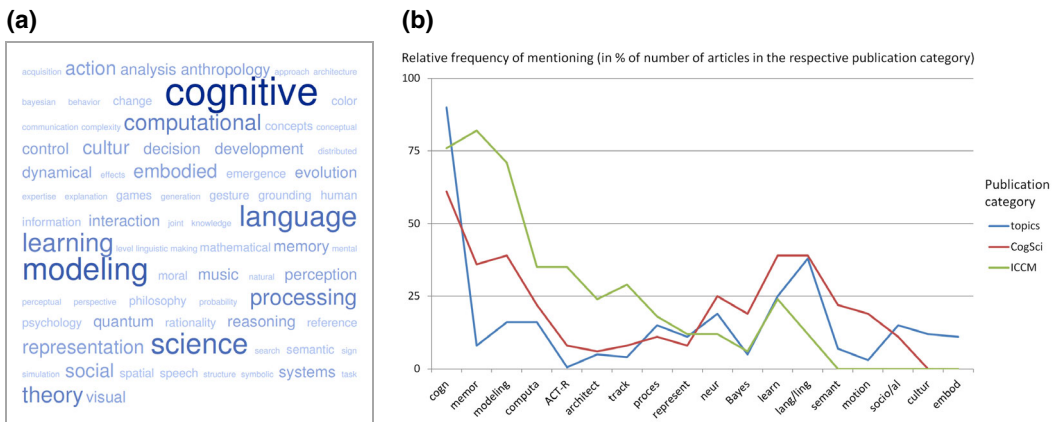 (a)
acquisition action analysis anthropology approach architecture
cognitive
bayesian behavior change color
communication complexity computational concepts conceptual
control cultur decision development distributed
dynamical effects embodied emergence evolution
expertise explanation games generation gesture grounding human
information interaction joint knowledge language
learning level linguistic making mathematical memory mental
modeling moral music natural perception
perceptual perspective philosophy probability processing
psychology quantum rationality reasoning reference
representation science search semantic sign
simulation social spatial speech structure symbolic systems task
theory visual
(b)
Relative frequency of mentioning (in % of number of articles in the respective publication category)
100
75
50
25
0
cogn
memor
modeling
computa
ACT-R
architect
track
proces
represent
neur
Bayes
learn
lang/ling
semant
motion
socio/al
cultur
embod
Publication
category
topics
CogSci
ICCM